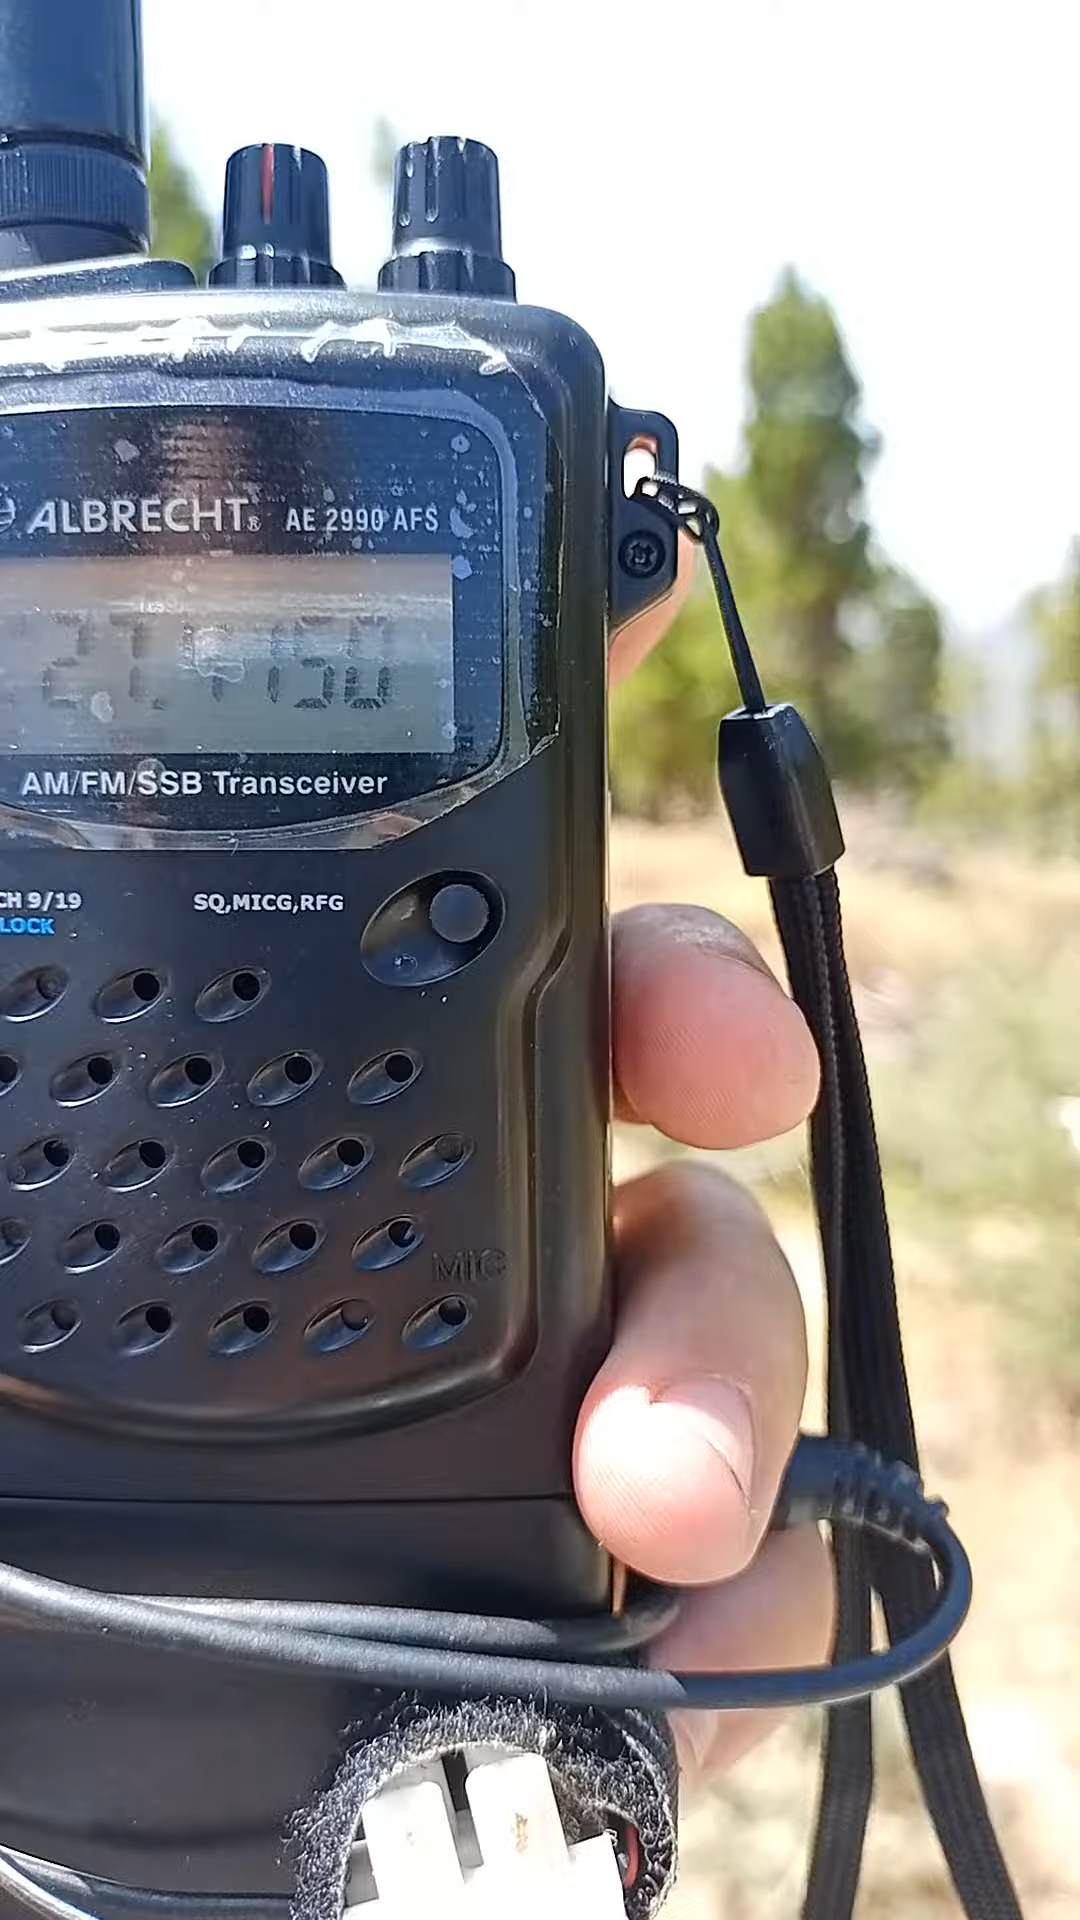 ALBRECHT® AE 2990 AFS
AM/FM/SSB Transceiver
CH 9/19
LOCK
SQ,MICG,RFG
MIC